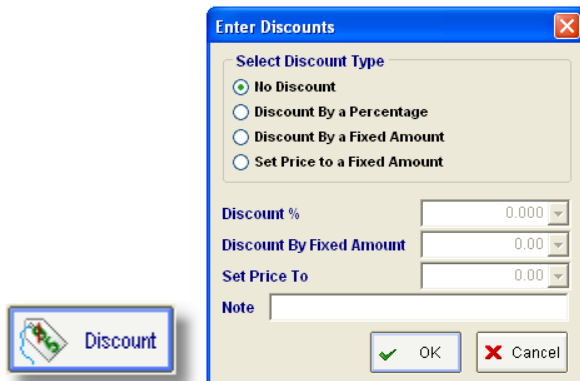 Enter Discounts
Select Discount Type
No Discount
Discount By a Percentage
Discount By a Fixed Amount
Set Price to a Fixed Amount
Discount % 0.000
Discount By Fixed Amount 0.00
Set Price To 0.00
Note
OK Cancel
Discount